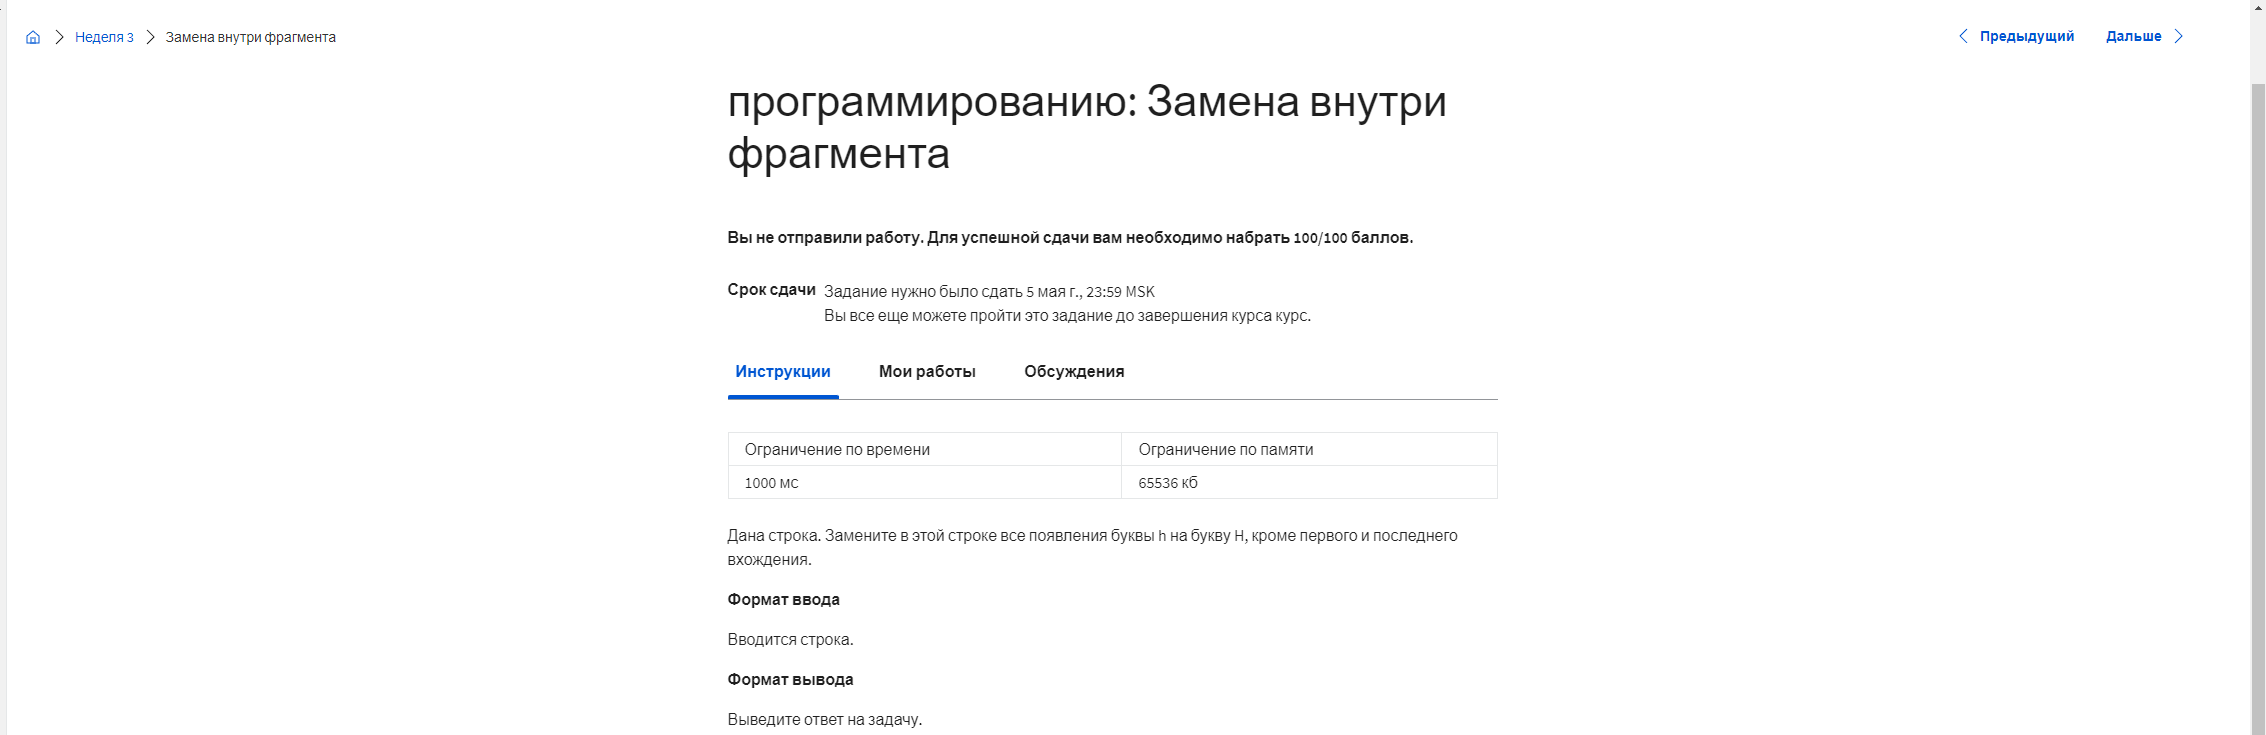 Неделя 3 Замена внутри фрагмента
Предыдущий Дальше
программированию: Замена внутри
фрагмента
Вы не отправили работу. Для успешной сдачи вам необходимо набрать 100/100 баллов.
Срок сдачи Задание нужно было сдать 5 мая г., 23:59 MSK
Вы все еще можете пройти это задание до завершения курса курс.
Инструкции Мои работы Обсуждения
Ограничение по времени Ограничение по памяти
1000 мс 65536 кб
Дана строка. Замените в этой строке все появления буквы h на букву H, кроме первого и последнего
вхождения.
Формат ввода
Вводится строка.
Формат вывода
Выведите ответ на задачу.